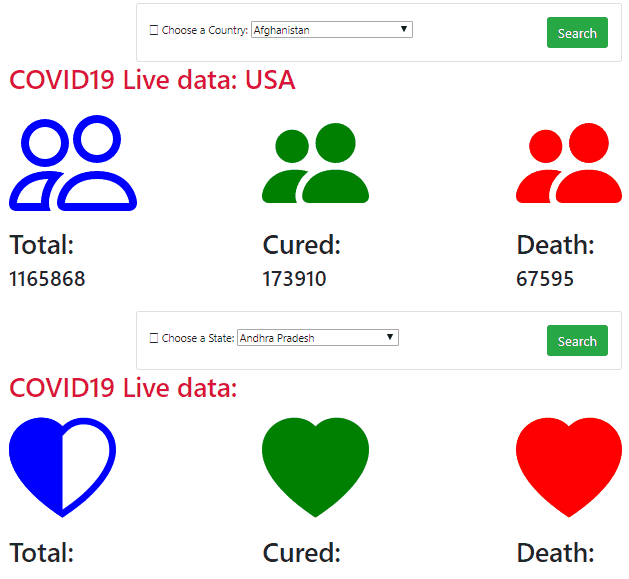 Choose a Country: Afghanistan
Search
COVID19 Live data: USA
Total: Cured: Death:
1165868 173910 67595
Choose a State: Andhra Pradesh
Search
COVID19 Live data:
Total: Cured: Death: